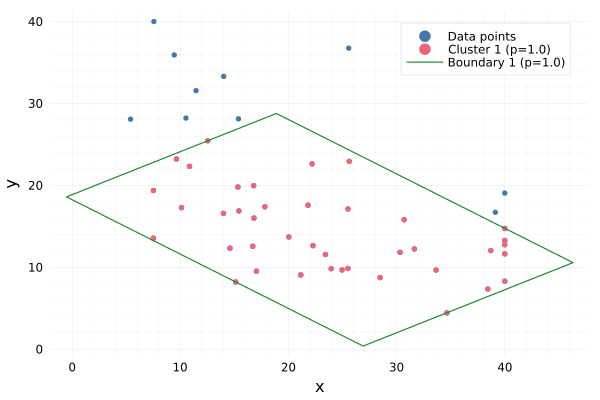 40
30
20
10
0
y
Data points
Cluster 1 (p=1.0)
Boundary 1 (p=1.0)
0 10 20 30 40
x